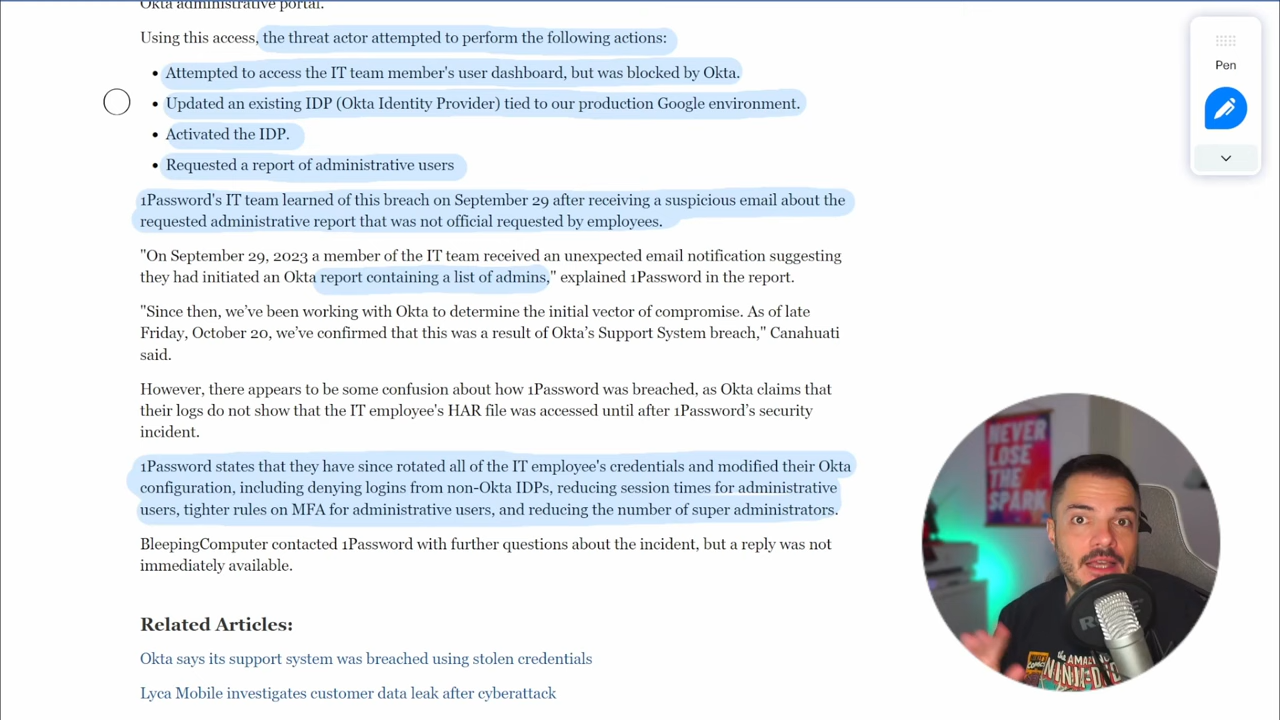 Okta administrative portal.
Using this access, the threat actor attempted to perform the following actions:
• Attempted to access the IT team member's user dashboard, but was blocked by Okta.
• Updated an existing IDP (Okta Identity Provider) tied to our production Google environment.
• Activated the IDP.
• Requested a report of administrative users
1Password's IT team learned of this breach on September 29 after receiving a suspicious email about the
requested administrative report that was not official requested by employees.
"On September 29, 2023 a member of the IT team received an unexpected email notification suggesting
they had initiated an Okta report containing a list of admins," explained 1Password in the report.
"Since then, we've been working with Okta to determine the initial vector of compromise. As of late
Friday, October 20, we've confirmed that this was a result of Okta's Support System breach," Canahuati
said.
However, there appears to be some confusion about how 1Password was breached, as Okta claims that
their logs do not show that the IT employee's HAR file was accessed until after 1Password's security
incident.
1Password states that they have since rotated all of the IT employee's credentials and modified their Okta
configuration, including denying logins from non-Okta IDPs, reducing session times for administrative
users, tighter rules on MFA for administrative users, and reducing the number of super administrators.
BleepingComputer contacted 1Password with further questions about the incident, but a reply was not
immediately available.
Related Articles:
Okta says its support system was breached using stolen credentials
Lyca Mobile investigates customer data leak after cyberattack
Pen
NEVER
LOSE
THE
SPARK
the AMAZI
NINJA-D